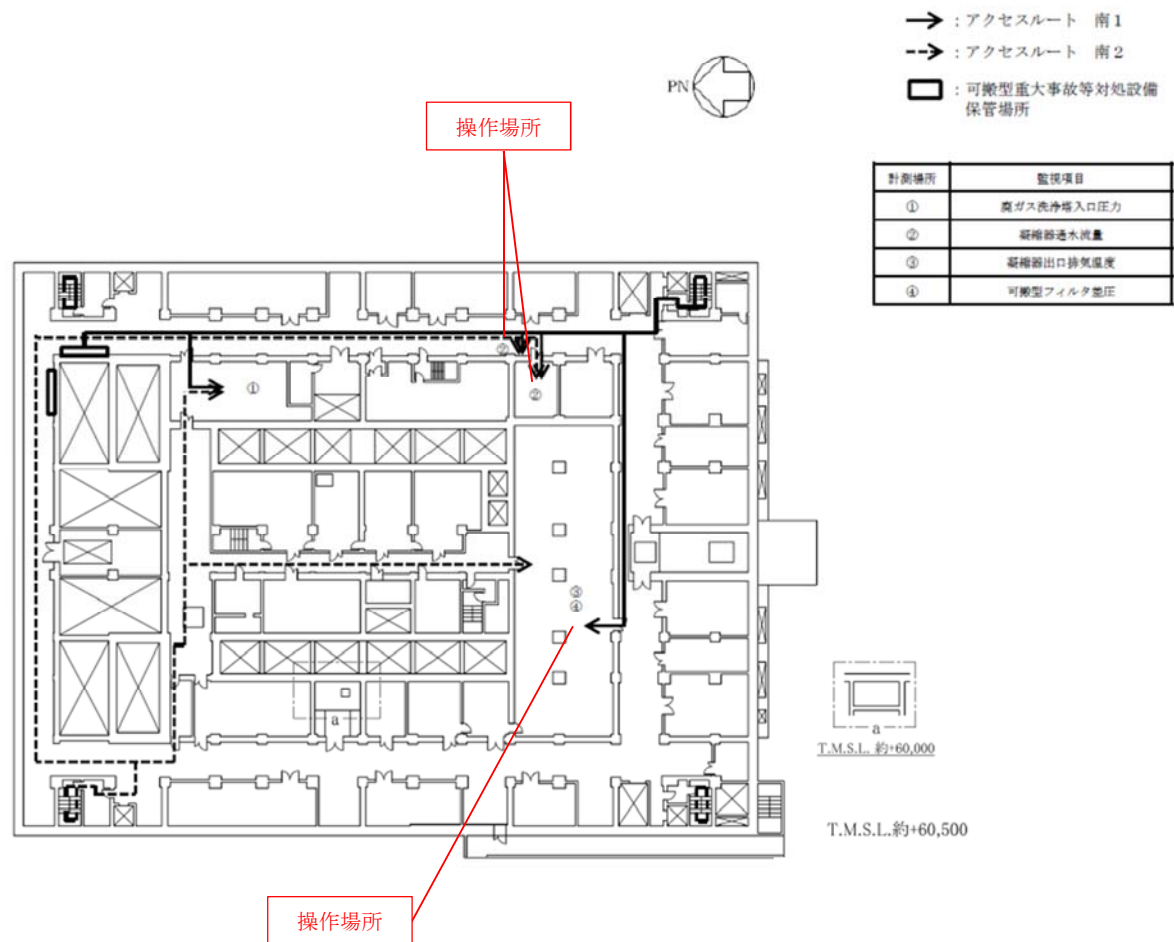 : アクセスルート 南1
: アクセスルート 南2
: 可搬型重大事故等対処設備
保管場所
PN
操作場所
計測場所 監視項目
① 廃ガス洗浄塔入口圧力
② 凝縮器通水流量
③ 凝縮器出口排気温度
④ 可搬型フィルタ差圧
②
①
②
③
④
a
a
T.M.S.L. 約+60,000
T.M.S.L.約+60,500
操作場所